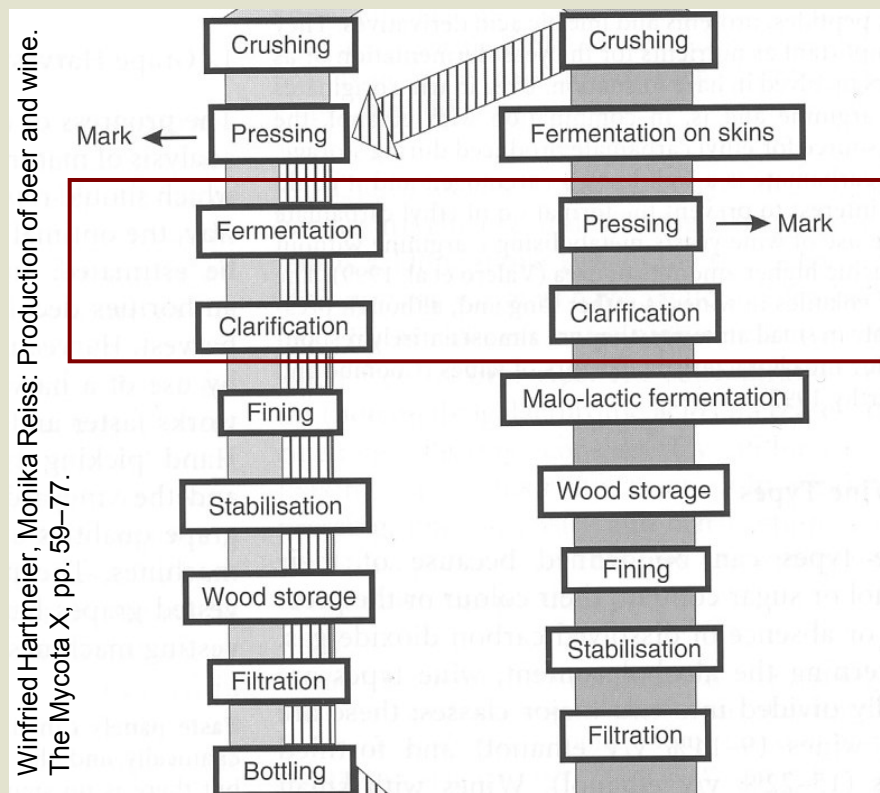 Winfried Hartmeier, Monika Reiss: Production of beer and wine.
The Mycota X. pp. 59–77.
Crushing
Mark
Pressing
Fermentation
Clarification
Fining
Stabilisation
Wood storage
Filtration
Bottling
Crushing
Fermentation on skins
Pressing
Mark
Clarification
Malo-lactic fermentation
Wood storage
Fining
Stabilisation
Filtration